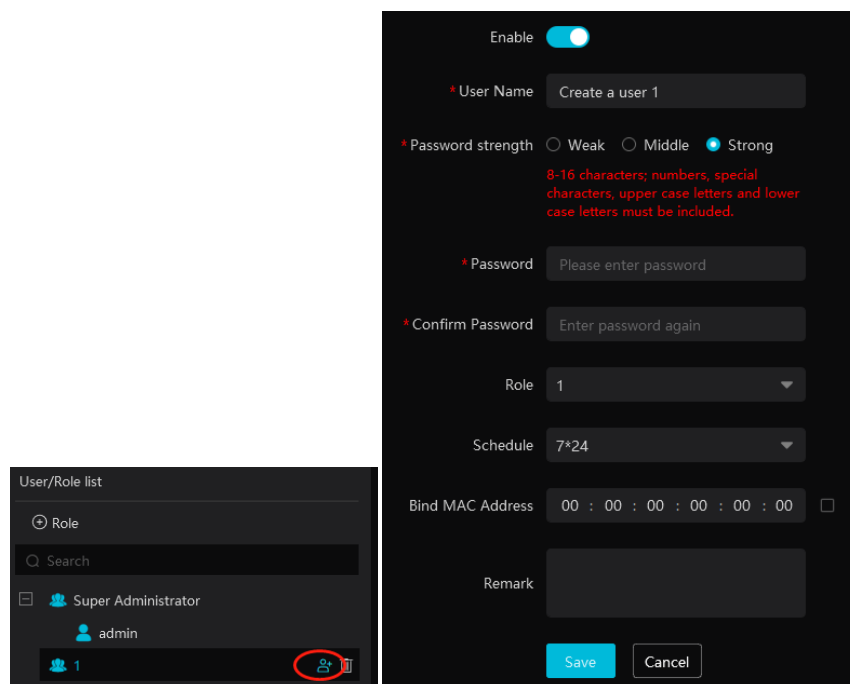 User/Role list
Role
Search
Super Administrator
admin
1
Enable
*User Name Create a user 1
*Password strength Weak Middle Strong
8-16 characters; numbers, special
characters, upper case letters and lower
case letters must be included.
*Password Please enter password
*Confirm Password Enter password again
Role 1
Schedule 7*24
Bind MAC Address 00 : 00 : 00 : 00 : 00 : 00
Remark
Save Cancel